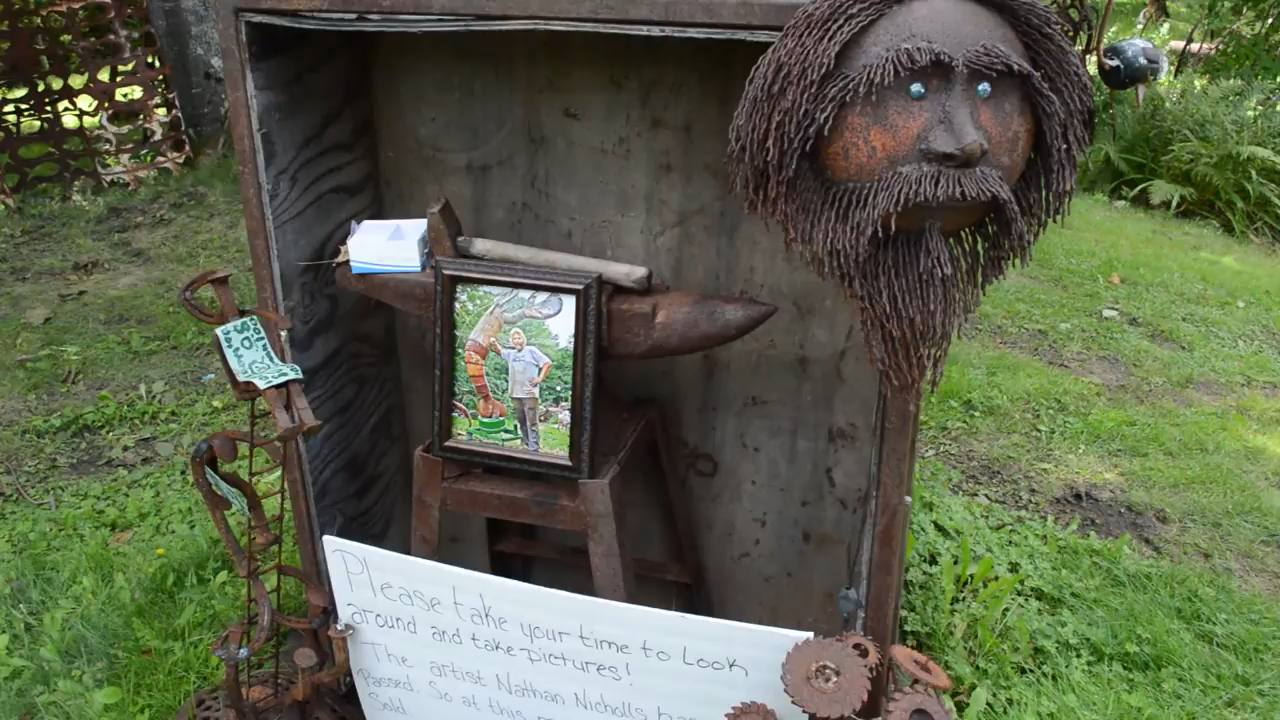 Please take your time to Look
around and take pictures!
The artist Nathan Nicholls has
Passed. So at this
Sold